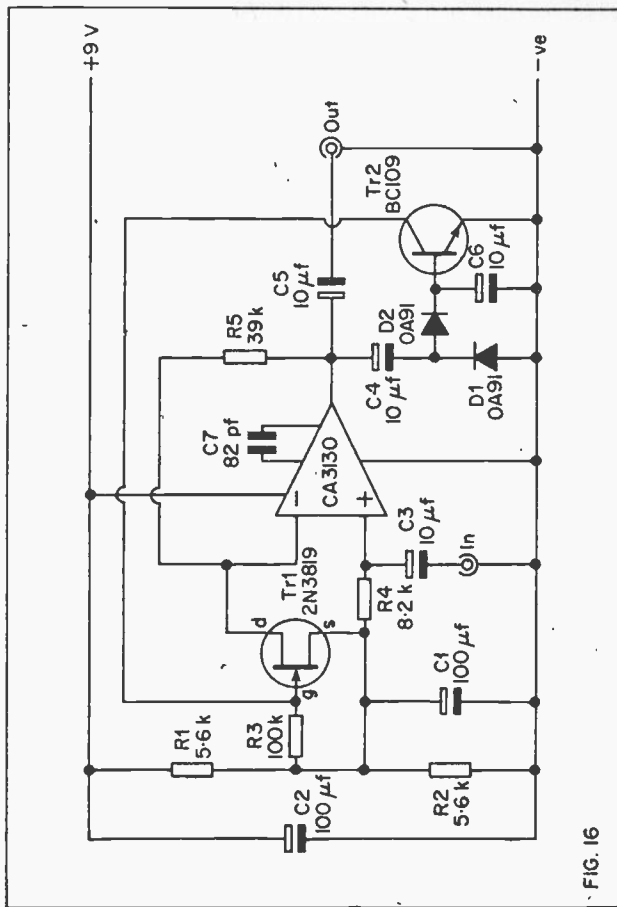 +9 V
C2
100 µf
R1
5·6 k
R3
100k
R2
5·6 k
C1
100 µf
Tr1
2N3819
d
g
s
R4
8·2 k
C3
10 µf
In
C7
82 pf
CA3130
−
+
R5
39 k
C4
10 µf
C5
10 µf
D2
OA91
D1
OA91
Tr2
BC109
C6
10 µf
Out
−ve
FIG. 16